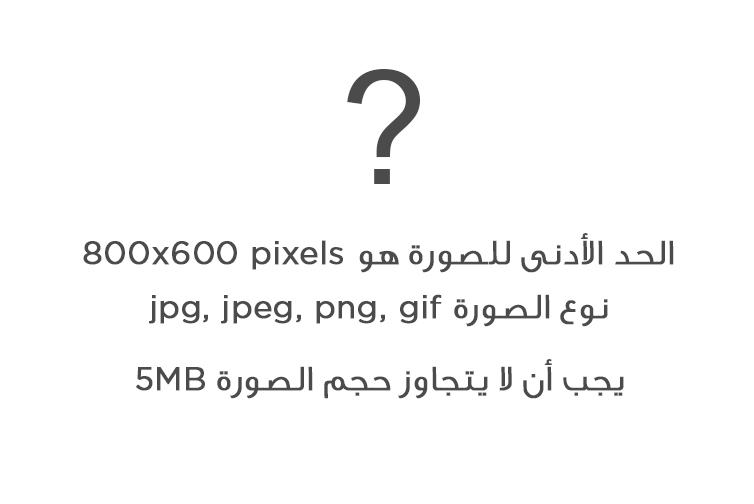 ?
الحد الأدنى للصورة هو 800x600 pixels
نوع الصورة jpg, jpeg, png, gif
يجب أن لا يتجاوز حجم الصورة 5MB